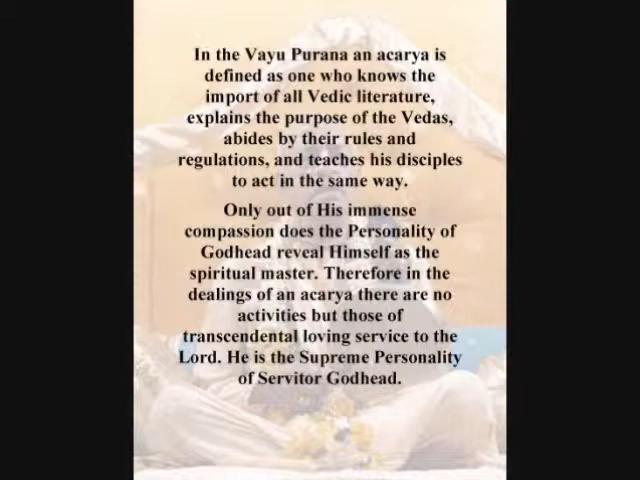 In the Vayu Purana an acarya is
defined as one who knows the
import of all Vedic literature,
explains the purpose of the Vedas,
abides by their rules and
regulations, and teaches his disciples
to act in the same way.
Only out of His immense
compassion does the Personality of
Godhead reveal Himself as the
spiritual master. Therefore in the
dealings of an acarya there are no
activities but those of
transcendental loving service to the
Lord. He is the Supreme Personality
of Servitor Godhead.